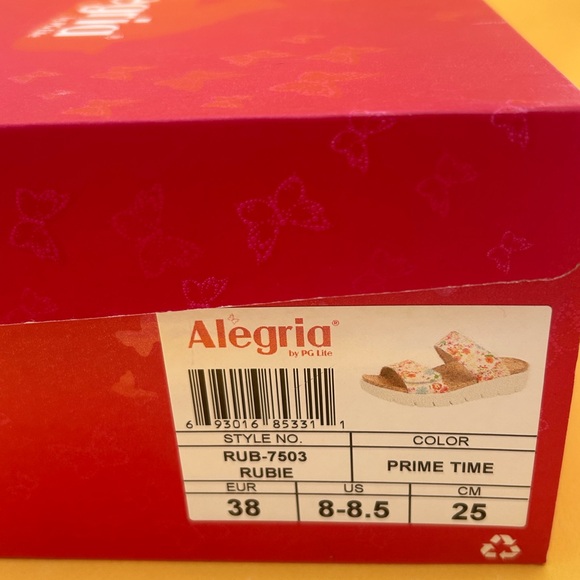 Alegria®
by PG Lite
6 93016 85331 1
STYLE NO. COLOR
RUB-7503
RUBIE
PRIME TIME
EUR US CM
38 8-8.5 25